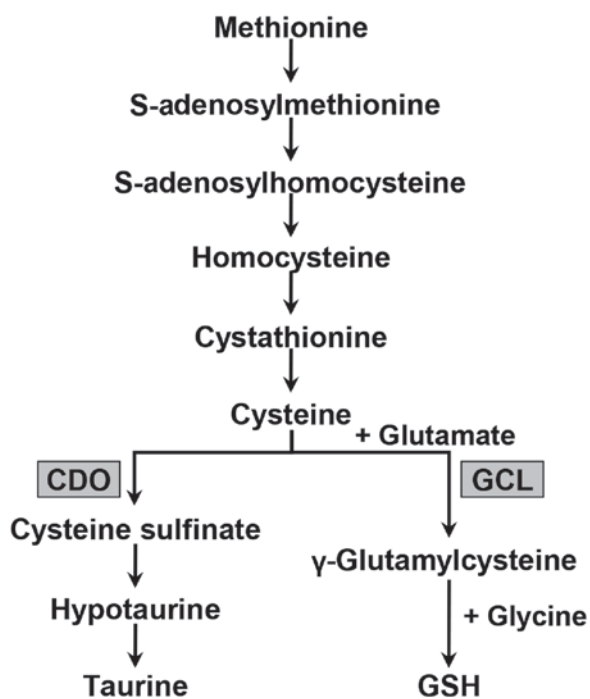 Methionine
S-adenosylmethionine
S-adenosylhomocysteine
Homocysteine
Cystathionine
Cysteine
+ Glutamate
CDO
GCL
Cysteine sulfinate
γ-Glutamylcysteine
Hypotaurine
+ Glycine
Taurine
GSH